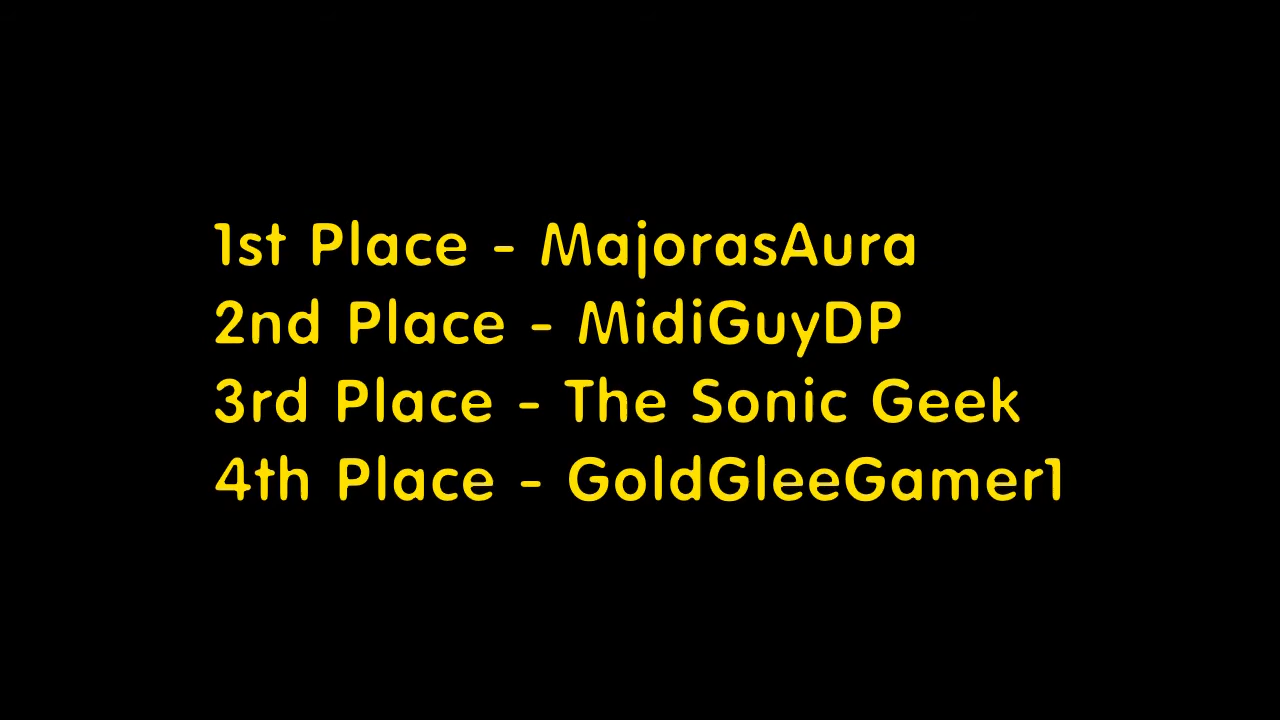 1st Place - MajorasAura
2nd Place - MidiGuyDP
3rd Place - The Sonic Geek
4th Place - GoldGleeGamer1